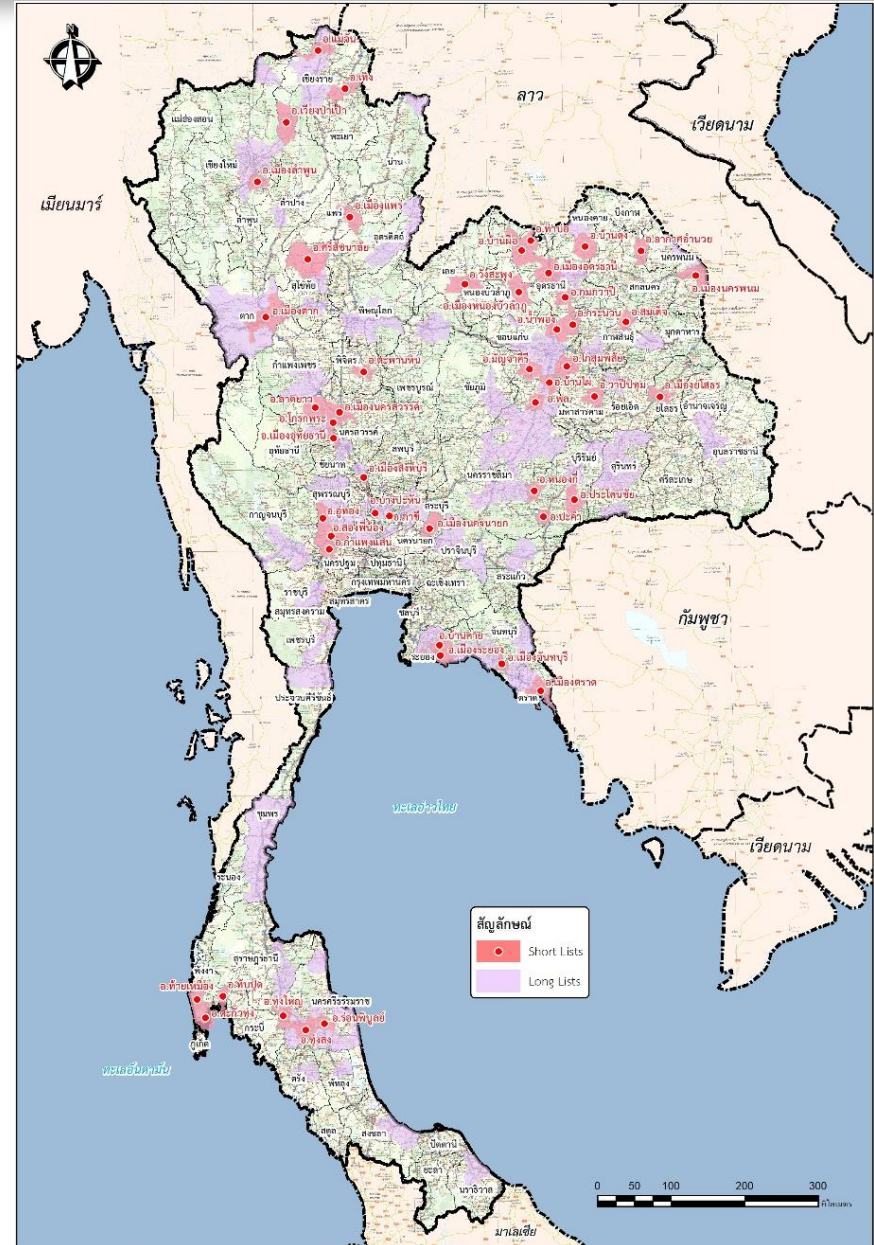 N
อ.แม่จัน
เชียงราย
อ.เทิง
ลาว
แม่ฮ่องสอน
อ.เวียงป่าเป้า
เวียดนาม
พะเยา
เชียงใหม่
น่าน
อ.เมืองลำพูน
เมียนมาร์
ลำปาง
ลำพูน
แพร่
อ.เมืองแพร่
อุตรดิตถ์
บึงกาฬ
หนองคาย
อ.ท่าบ่อ
อ.บ้านผือ
อ.บ้านดุง
อ.อากาศอำนวย
นครพนม
อ.ศรีสัชนาลัย
เลย
อ.วังสะพุง
อ.เมืองอุดรธานี
อ.เมืองนครพนม
สุโขทัย
หนองบัวลำภู
อุดรธานี
สกลนคร
อ.เมืองหนองบัวลำภู
อ.กุมภวาปี
ตาก
อ.เมืองตาก
พิษณุโลก
อ.น้ำพอง
อ.กระนวน
อ.สมเด็จ
ขอนแก่น
กาฬสินธุ์
มุกดาหาร
กำแพงเพชร
พิจิตร
อ.ตะพานหิน
อ.มัญจาคีรี
อ.โกสุมพิสัย
เพชรบูรณ์
ชัยภูมิ
อ.บ้านไผ่
อ.วาปีปทุม
อ.เมืองยโสธร
อ.ลาดยาว
อ.เมืองนครสวรรค์
อ.พล
มหาสารคาม
ร้อยเอ็ด
ยโสธร
อำนาจเจริญ
อ.โกรกพระ
นครสวรรค์
อ.เมืองอุทัยธานี
อุทัยธานี
ลพบุรี
บุรีรัมย์
อุบลราชธานี
ชัยนาท
สุรินทร์
อ.เมืองสิงห์บุรี
นครราชสีมา
ศรีสะเกษ
สุพรรณบุรี
อ.หนองกี่
อ.ประโคนชัย
กาญจนบุรี
อ.บางปะหัน
สระบุรี
อ.อู่ทอง
อ.ภาชี
อ.ปะคำ
อ.สองพี่น้อง
อ.เมืองนครนายก
อ.กำแพงแสน
นครนายก
ปราจีนบุรี
นครปฐม
ปทุมธานี
สระแก้ว
กรุงเทพมหานคร
ฉะเชิงเทรา
ราชบุรี
สมุทรสาคร
สมุทรสงคราม
ชลบุรี
กัมพูชา
เพชรบุรี
อ.บ้านค่าย
จันทบุรี
ระยอง
อ.เมืองระยอง
อ.เมืองจันทบุรี
อ.เมืองตราด
ตราด
ประจวบคีรีขันธ์
ทะเลอ่าวไทย
ชุมพร
เวียดนาม
ระนอง
สัญลักษณ์
Short Lists
Long Lists
สุราษฎร์ธานี
พังงา
อ.ท้ายเหมือง
อ.ทับปุด
อ.ทุ่งใหญ่
นครศรีธรรมราช
อ.ตะกั่วทุ่ง
อ.ร่อนพิบูลย์
กระบี่
อ.ทุ่งสง
ภูเก็ต
ทะเลอันดามัน
ตรัง
พัทลุง
สตูล
สงขลา
ปัตตานี
ยะลา
นราธิวาส
0 50 100 200 300
กิโลเมตร
มาเลเซีย